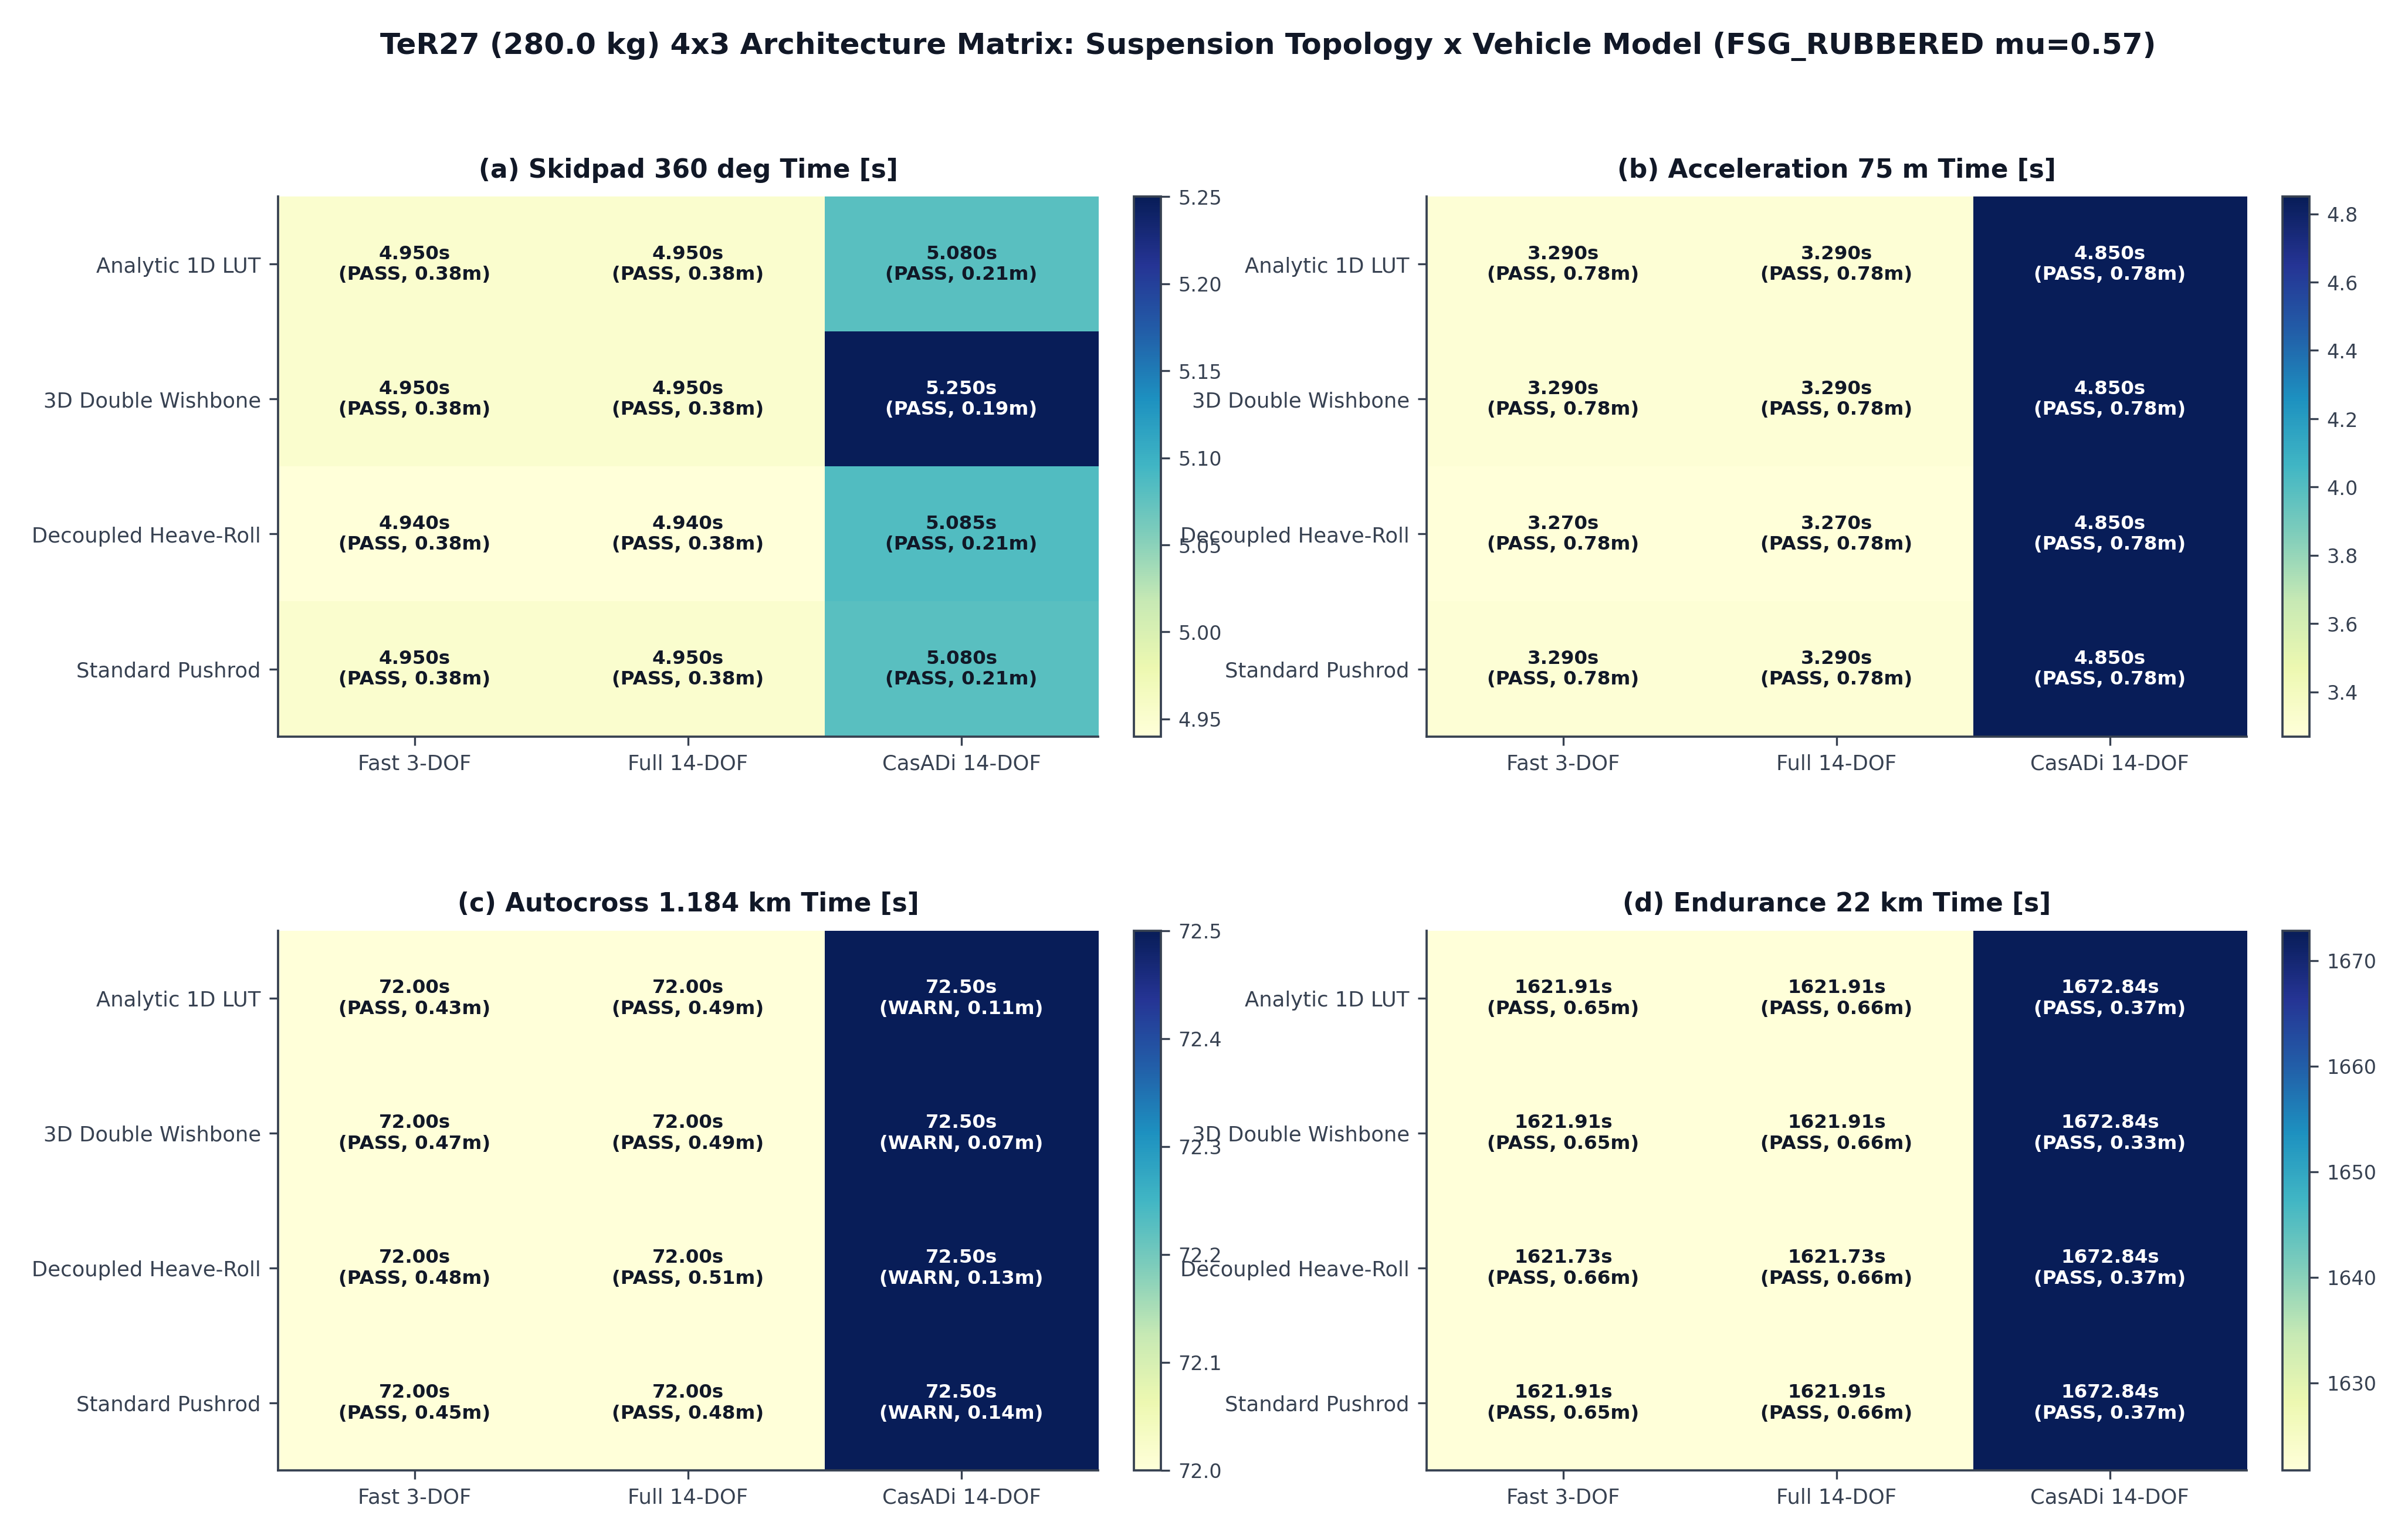 TeR27 (280.0 kg) 4x3 Architecture Matrix: Suspension Topology x Vehicle Model (FSG_RUBBERED mu=0.57)
(a) Skidpad 360 deg Time [s]
Analytic 1D LUT
4.950s
(PASS, 0.38m)
4.950s
(PASS, 0.38m)
5.080s
(PASS, 0.21m)
3D Double Wishbone
4.950s
(PASS, 0.38m)
4.950s
(PASS, 0.38m)
5.250s
(PASS, 0.19m)
Decoupled Heave-Roll
4.940s
(PASS, 0.38m)
4.940s
(PASS, 0.38m)
5.085s
(PASS, 0.21m)
Standard Pushrod
4.950s
(PASS, 0.38m)
4.950s
(PASS, 0.38m)
5.080s
(PASS, 0.21m)
Fast 3-DOF
Full 14-DOF
CasADi 14-DOF
5.25
5.20
5.15
5.10
5.05
5.00
4.95
(b) Acceleration 75 m Time [s]
Analytic 1D LUT
3.290s
(PASS, 0.78m)
3.290s
(PASS, 0.78m)
4.850s
(PASS, 0.78m)
3D Double Wishbone
3.290s
(PASS, 0.78m)
3.290s
(PASS, 0.78m)
4.850s
(PASS, 0.78m)
Decoupled Heave-Roll
3.270s
(PASS, 0.78m)
3.270s
(PASS, 0.78m)
4.850s
(PASS, 0.78m)
Standard Pushrod
3.290s
(PASS, 0.78m)
3.290s
(PASS, 0.78m)
4.850s
(PASS, 0.78m)
Fast 3-DOF
Full 14-DOF
CasADi 14-DOF
4.8
4.6
4.4
4.2
4.0
3.8
3.6
3.4
(c) Autocross 1.184 km Time [s]
Analytic 1D LUT
72.00s
(PASS, 0.43m)
72.00s
(PASS, 0.49m)
72.50s
(WARN, 0.11m)
3D Double Wishbone
72.00s
(PASS, 0.47m)
72.00s
(PASS, 0.49m)
72.50s
(WARN, 0.07m)
Decoupled Heave-Roll
72.00s
(PASS, 0.48m)
72.00s
(PASS, 0.51m)
72.50s
(WARN, 0.13m)
Standard Pushrod
72.00s
(PASS, 0.45m)
72.00s
(PASS, 0.48m)
72.50s
(WARN, 0.14m)
Fast 3-DOF
Full 14-DOF
CasADi 14-DOF
72.5
72.4
72.3
72.2
72.1
72.0
(d) Endurance 22 km Time [s]
Analytic 1D LUT
1621.91s
(PASS, 0.65m)
1621.91s
(PASS, 0.66m)
1672.84s
(PASS, 0.37m)
3D Double Wishbone
1621.91s
(PASS, 0.65m)
1621.91s
(PASS, 0.66m)
1672.84s
(PASS, 0.33m)
Decoupled Heave-Roll
1621.73s
(PASS, 0.66m)
1621.73s
(PASS, 0.66m)
1672.84s
(PASS, 0.37m)
Standard Pushrod
1621.91s
(PASS, 0.65m)
1621.91s
(PASS, 0.66m)
1672.84s
(PASS, 0.37m)
Fast 3-DOF
Full 14-DOF
CasADi 14-DOF
1670
1660
1650
1640
1630